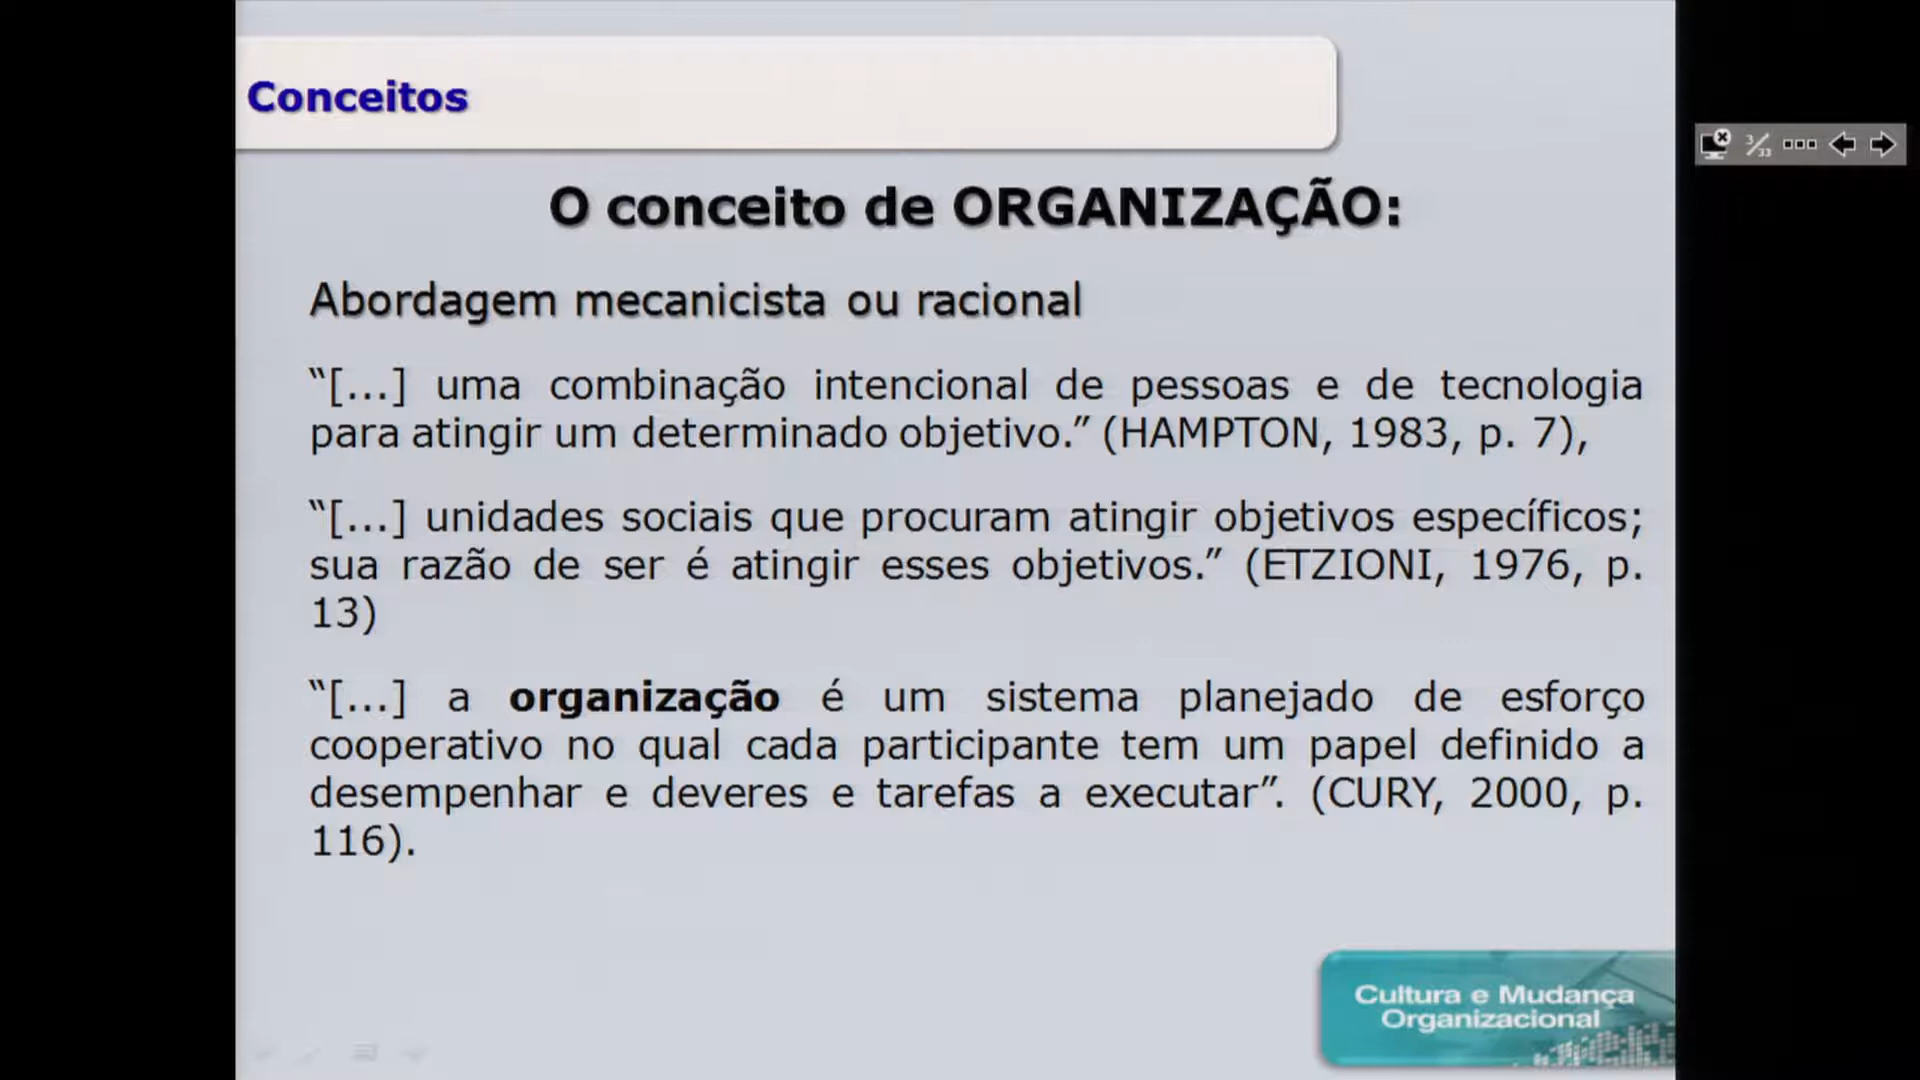 Conceitos
3/33
O conceito de ORGANIZAÇÃO:
Abordagem mecanicista ou racional
“[...] uma combinação intencional de pessoas e de tecnologia
para atingir um determinado objetivo.” (HAMPTON, 1983, p. 7),
“[...] unidades sociais que procuram atingir objetivos específicos;
sua razão de ser é atingir esses objetivos.” (ETZIONI, 1976, p.
13)
“[...] a organização é um sistema planejado de esforço
cooperativo no qual cada participante tem um papel definido a
desempenhar e deveres e tarefas a executar”. (CURY, 2000, p.
116).
Cultura e Mudança
Organizacional